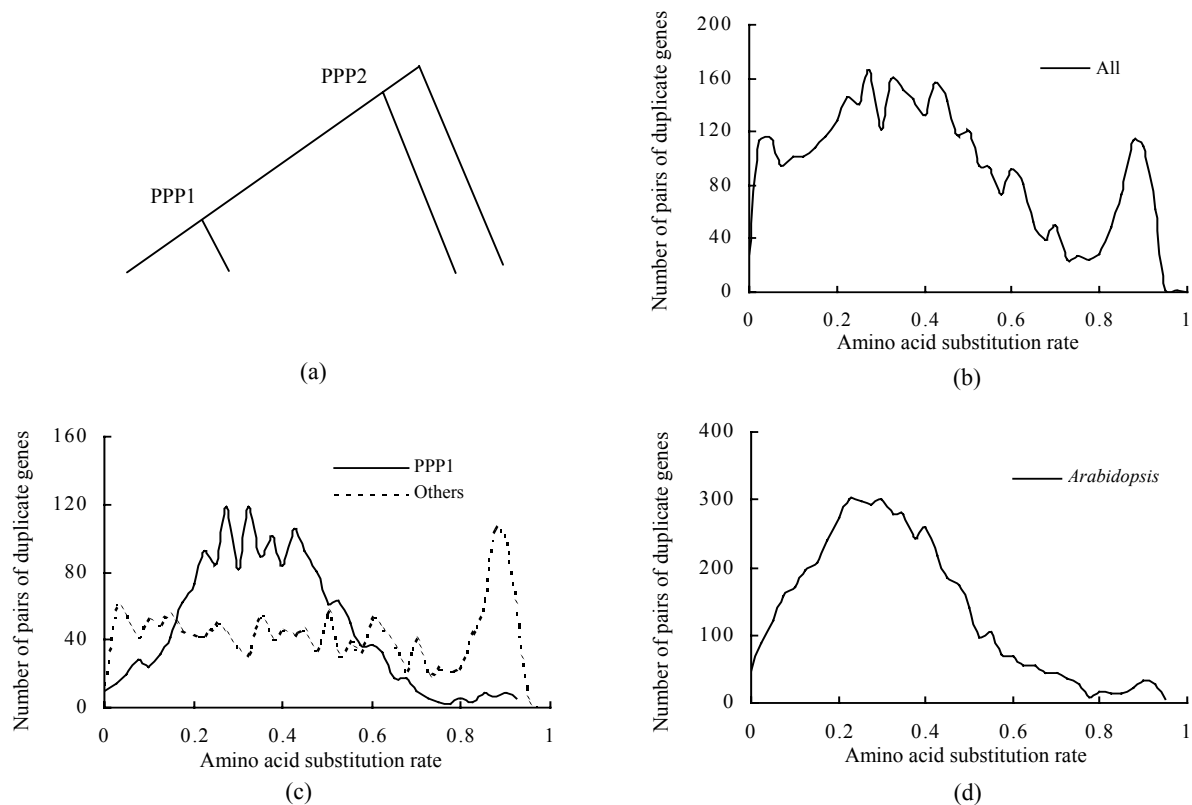 PPP2
PPP1
(a)
Number of pairs of duplicate genes
200
160
120
80
40
0
All
0 0.2 0.4 0.6 0.8 1
Amino acid substitution rate
(b)
Number of pairs of duplicate genes
160
120
80
40
0
PPP1
Others
0 0.2 0.4 0.6 0.8 1
Amino acid substitution rate
(c)
Number of pairs of duplicate genes
400
300
200
100
0
Arabidopsis
0 0.2 0.4 0.6 0.8 1
Amino acid substitution rate
(d)